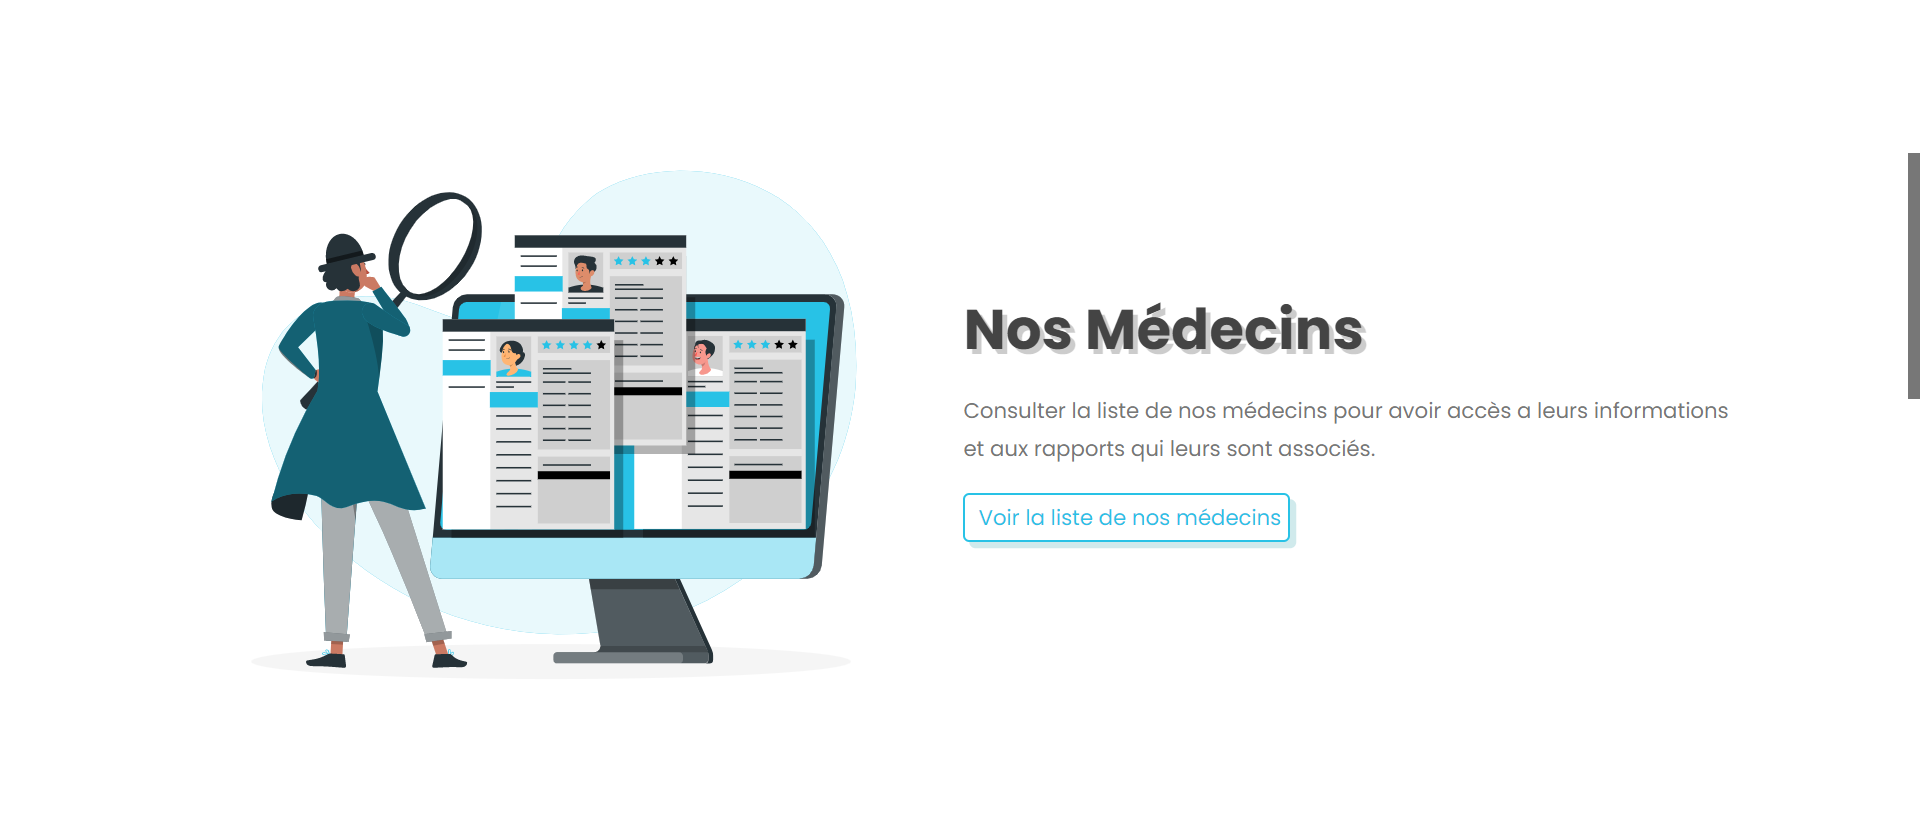 Nos Médecins
Consulter la liste de nos médecins pour avoir accès a leurs informations
et aux rapports qui leurs sont associés.
Voir la liste de nos médecins